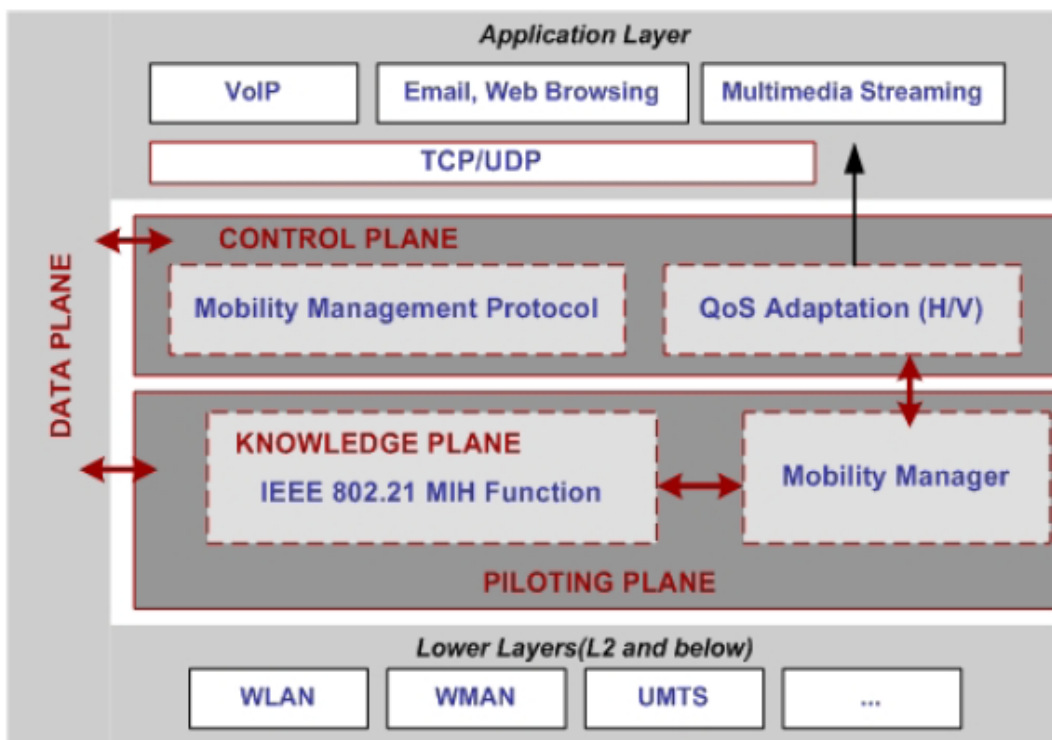 Application Layer
VoIP
Email, Web Browsing
Multimedia Streaming
TCP/UDP
DATA PLANE
CONTROL PLANE
Mobility Management Protocol
QoS Adaptation (H/V)
KNOWLEDGE PLANE
IEEE 802.21 MIH Function
Mobility Manager
PILOTING PLANE
Lower Layers(L2 and below)
WLAN
WMAN
UMTS
...